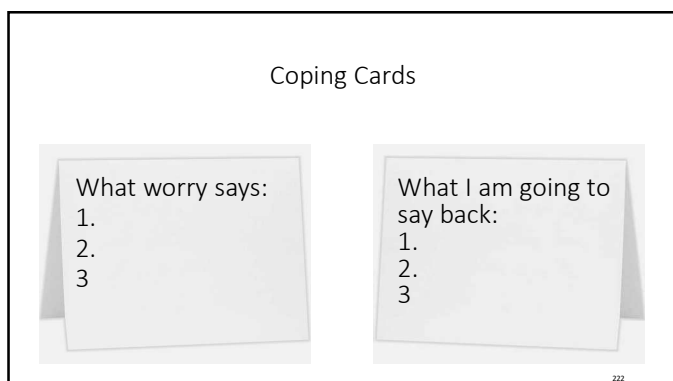 Coping Cards
What worry says:
1.
2.
3
What I am going to
say back:
1.
2.
3
222